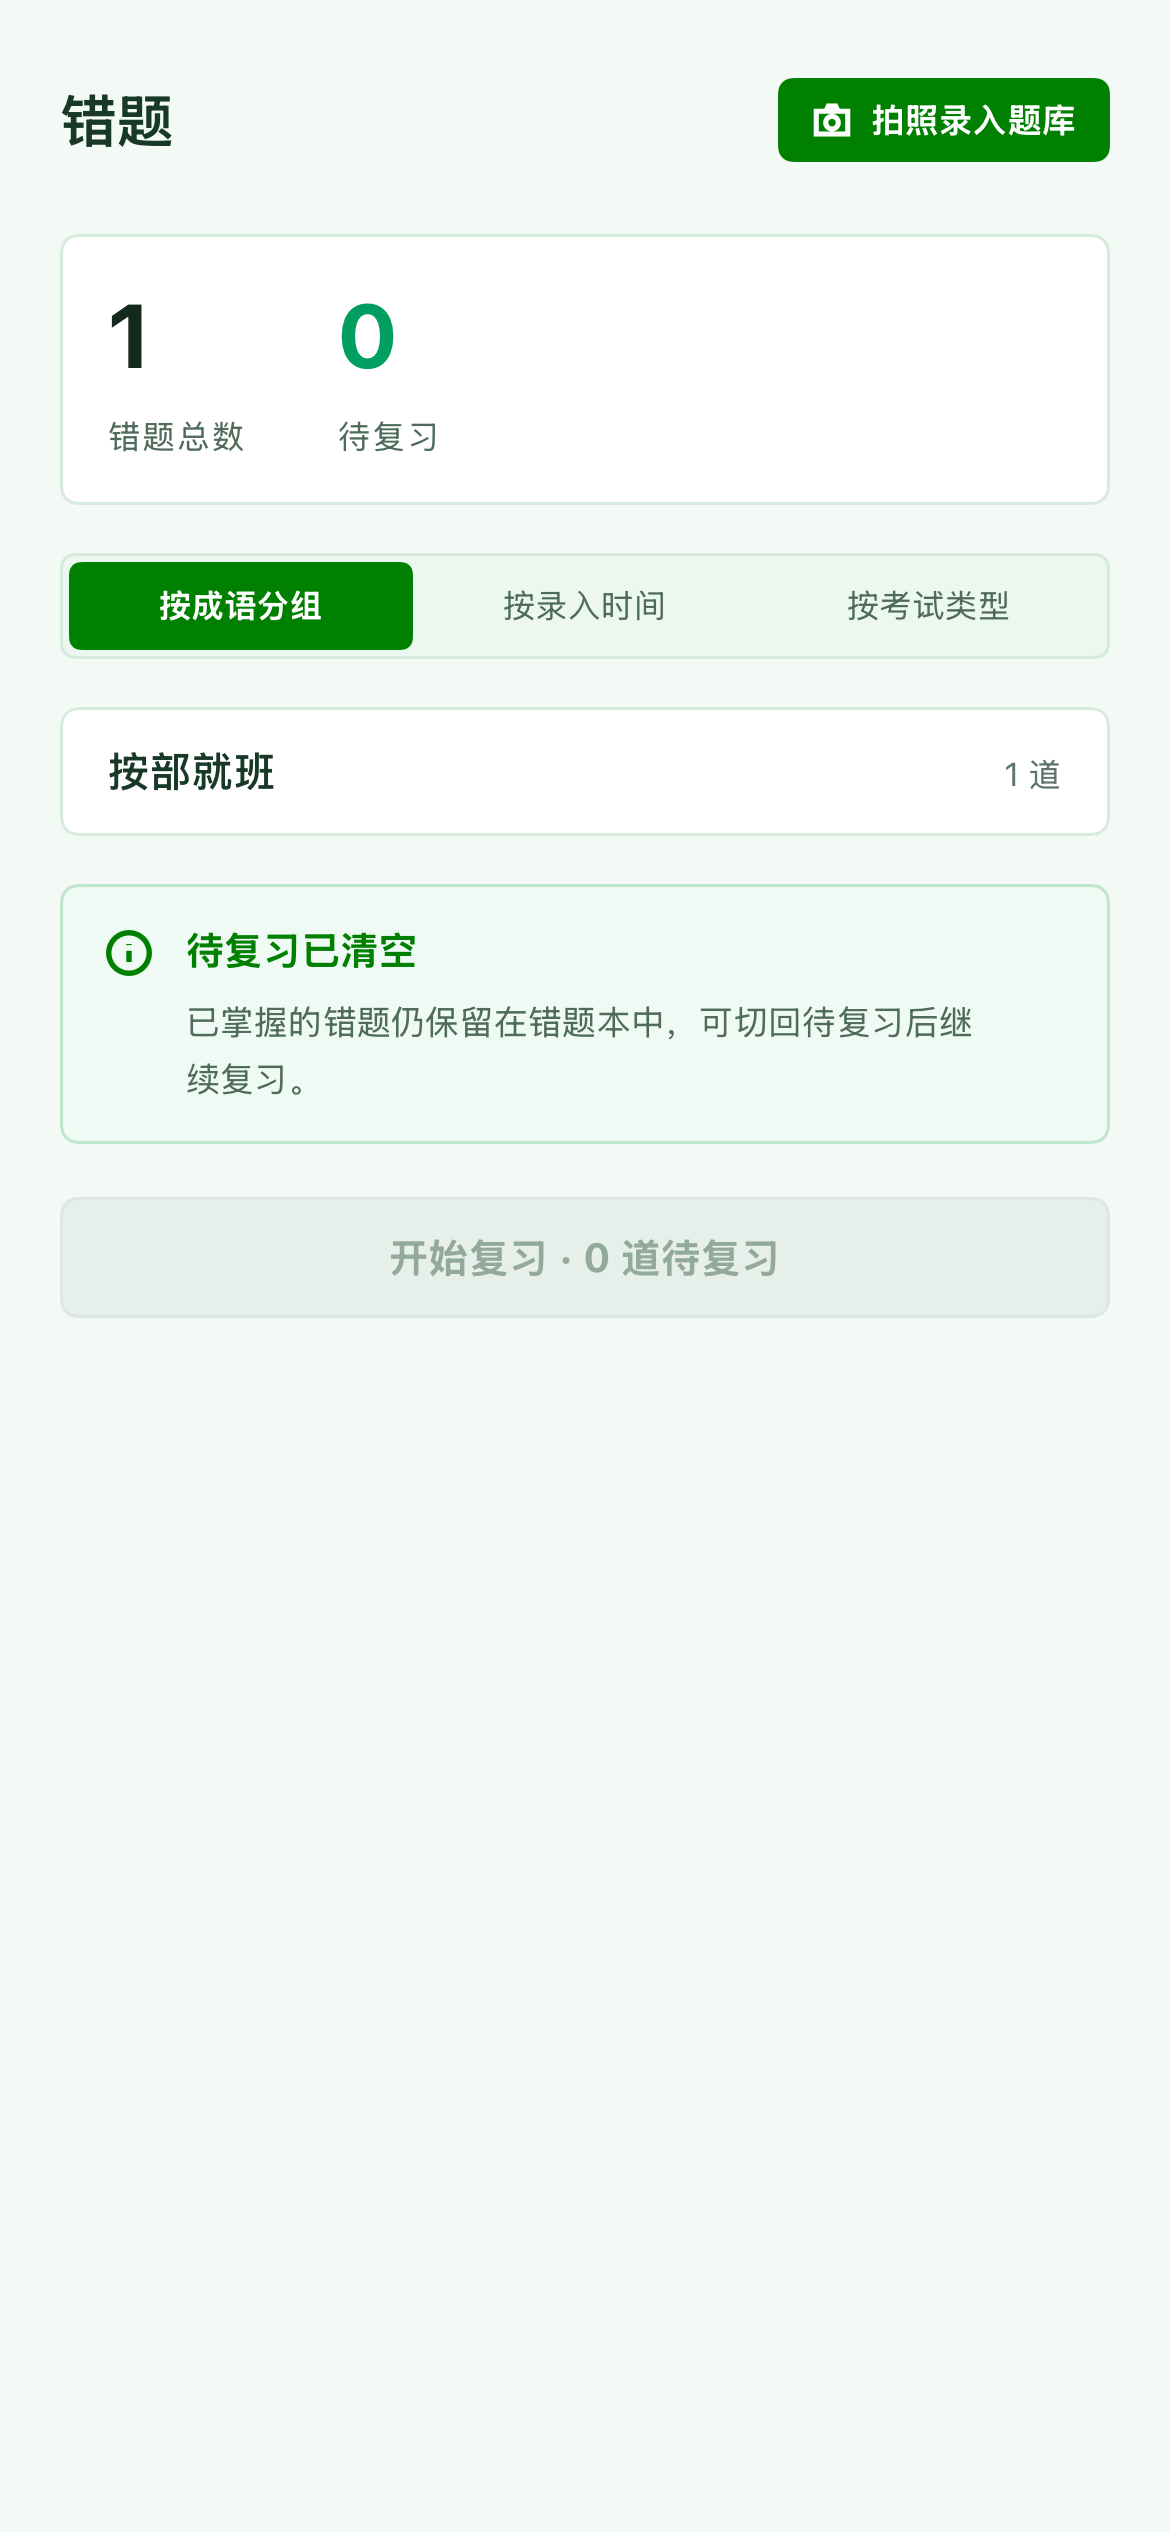 错题
拍照录入题库
1
0
错题总数
待复习
按成语分组
按录入时间
按考试类型
按部就班
1 道
待复习已清空
已掌握的错题仍保留在错题本中，可切回待复习后继
续复习。
开始复习 · 0 道待复习